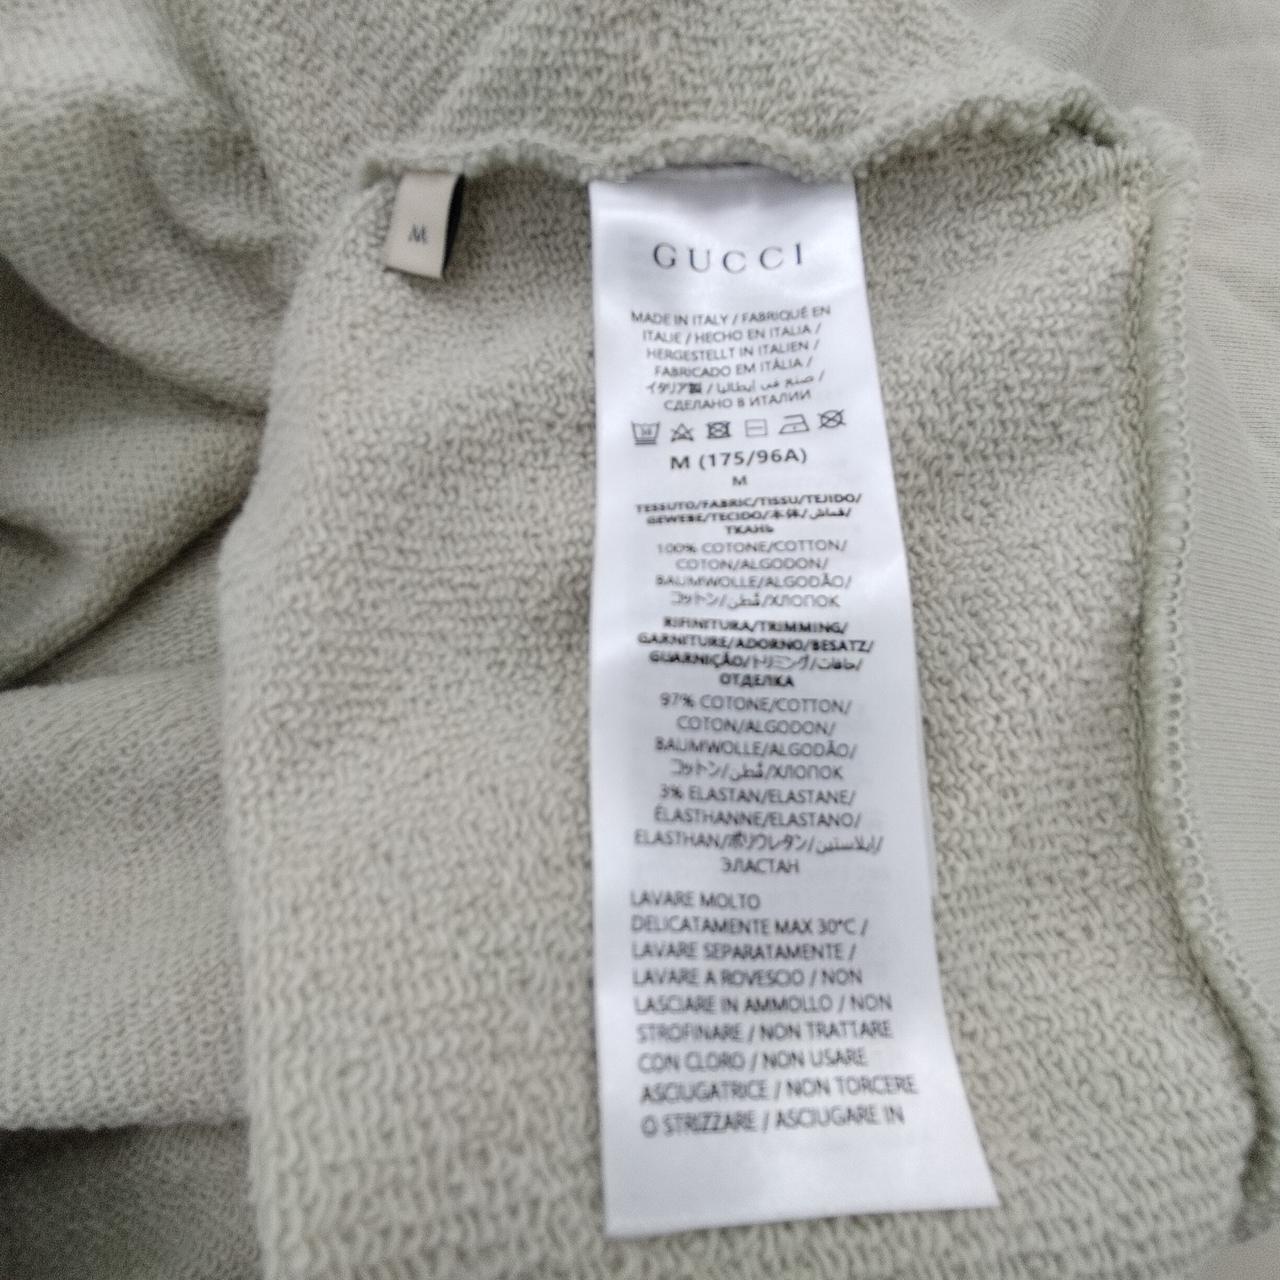 M
GUCCI
MADE IN ITALY / FABRIQUÉ EN
ITALIE / HECHO EN ITALIA /
HERGESTELLT IN ITALIEN /
FABRICADO EM ITÁLIA /
イタリア製 / صنع في إيطاليا /
СДЕЛАНО В ИТАЛИИ
30
M (175/96A)
M
TESSUTO/FABRIC/TISSU/TEJIDO/
GEWEBE/TECIDO/本体/قماش/
ТКАНЬ
100% COTONE/COTTON/
COTON/ALGODON/
BAUMWOLLE/ALGODÃO/
コットン/قطن/ХЛОПОК
RIFINITURA/TRIMMING/
GARNITURE/ADORNO/BESATZ/
GUARNIÇÃO/トリミング/حافات/
ОТДЕЛКА
97% COTONE/COTTON/
COTON/ALGODON/
BAUMWOLLE/ALGODÃO/
コットン/قطن/ХЛОПОК
3% ELASTAN/ELASTANE/
ÉLASTHANNE/ELASTANO/
ELASTHAN/ポリウレタン/إيلاستين/
ЭЛАСТАН
LAVARE MOLTO
DELICATAMENTE MAX 30°C /
LAVARE SEPARATAMENTE /
LAVARE A ROVESCIO / NON
LASCIARE IN AMMOLLO / NON
STROFINARE / NON TRATTARE
CON CLORO / NON USARE
ASCIUGATRICE / NON TORCERE
O STRIZZARE / ASCIUGARE IN